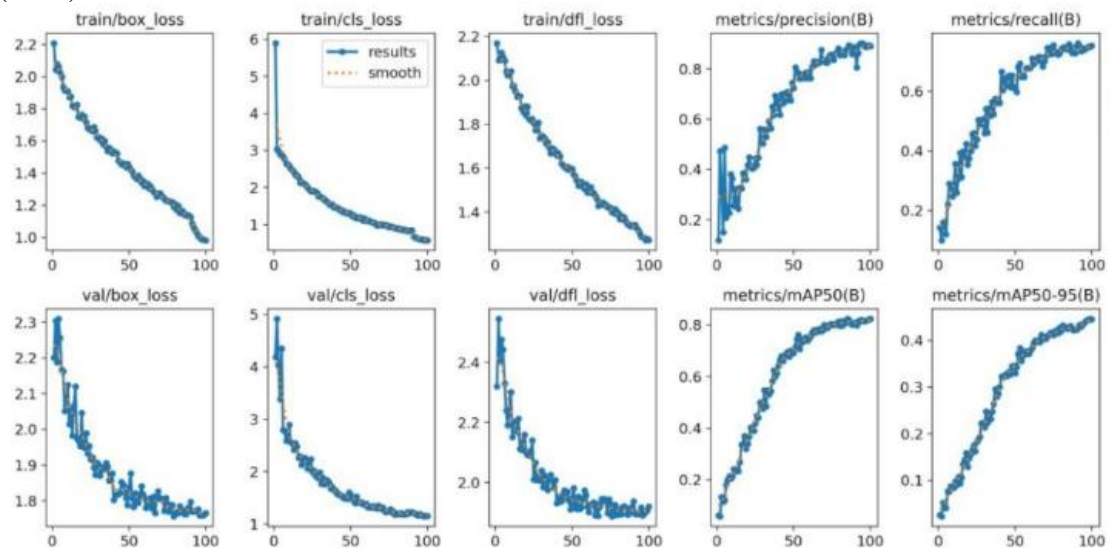 train/box_loss train/cls_loss train/dfl_loss metrics/precision(B) metrics/recall(B)
2.2 6 2.2
results
smooth
2.0 5 2.0 0.8 0.6
1.8 4 1.8 0.6
1.6 3 0.4
1.4 2 1.6 0.4
1.2 1.4 0.2 0.2
1.0 1
0 50 100 0 50 100 0 50 100 0 50 100 0 50 100
val/box_loss val/cls_loss val/dfl_loss metrics/mAP50(B) metrics/mAP50-95(B)
2.3 5 0.8 0.4
2.2 4 2.4 0.3
2.1 0.6
2.0 3 2.2 0.4 0.2
1.9 2 0.1
1.8 1 2.0 0.2
0 50 100 0 50 100 0 50 100 0 50 100 0 50 100